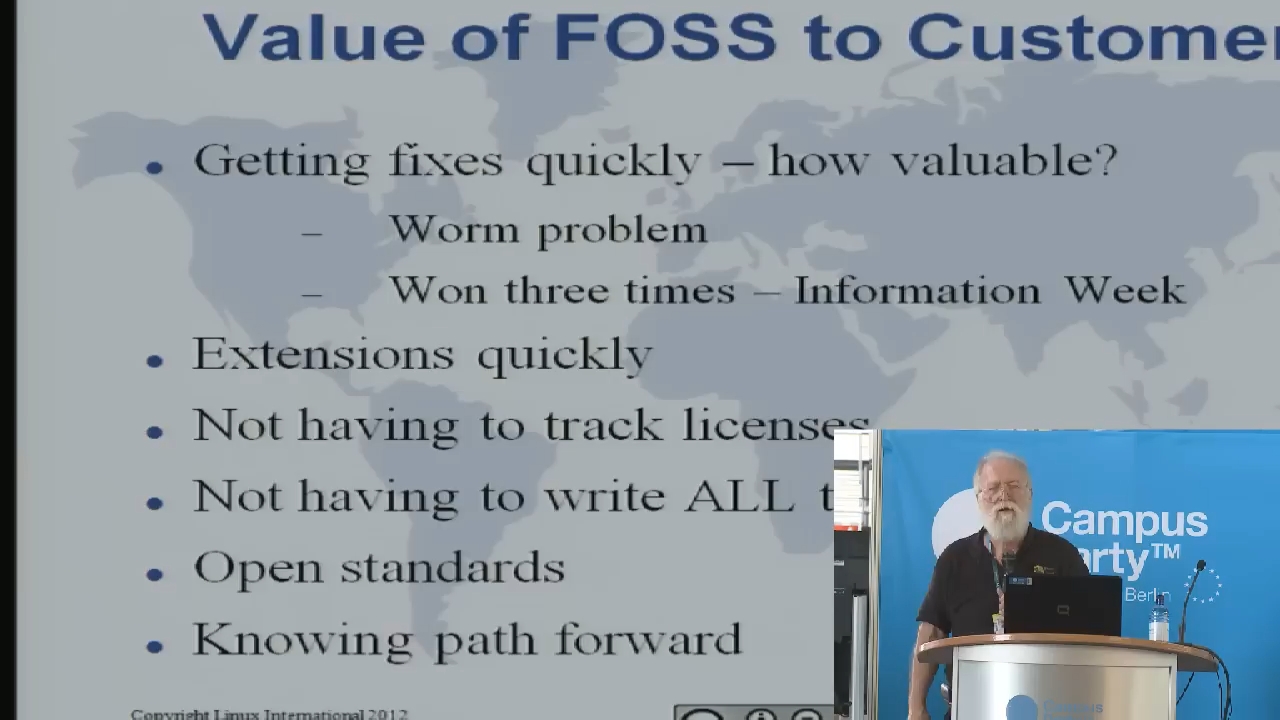 Value of FOSS to Customer
• Getting fixes quickly – how valuable?
– Worm problem
– Won three times – Information Week
• Extensions quickly
• Not having to track licenses
• Not having to write ALL t
• Open standards
• Knowing path forward
Copyright Linux International 2012
Campus
arty™
Berlin
Campus